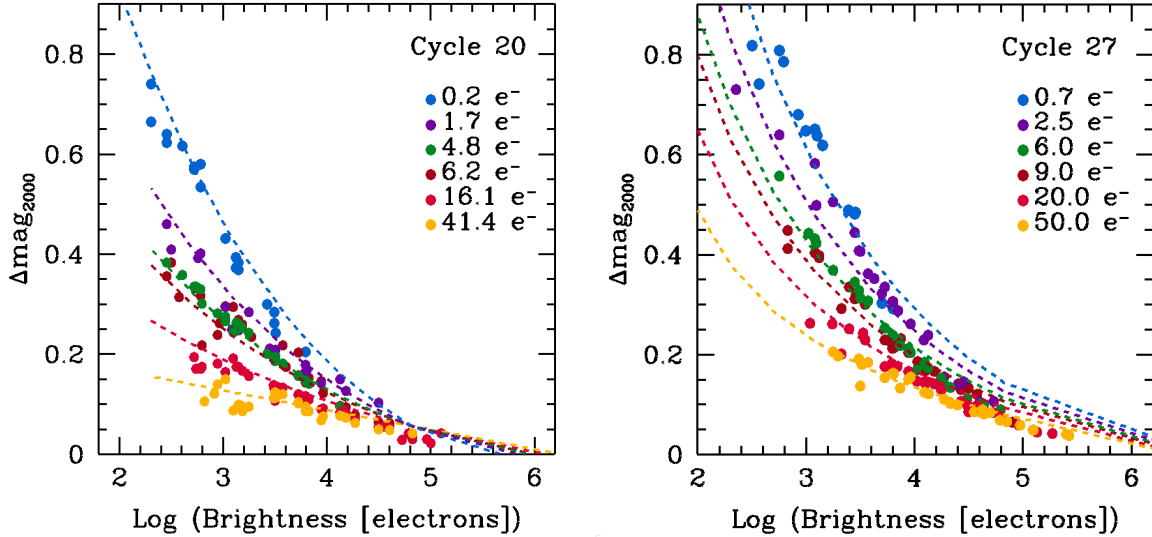 Cycle 20
0.2 e⁻
1.7 e⁻
4.8 e⁻
6.2 e⁻
16.1 e⁻
41.4 e⁻
Δmag₂₀₀₀
0.8
0.6
0.4
0.2
0
2 3 4 5 6
Log (Brightness [electrons])
Cycle 27
0.7 e⁻
2.5 e⁻
6.0 e⁻
9.0 e⁻
20.0 e⁻
50.0 e⁻
Δmag₂₀₀₀
0.8
0.6
0.4
0.2
0
2 3 4 5 6
Log (Brightness [electrons])